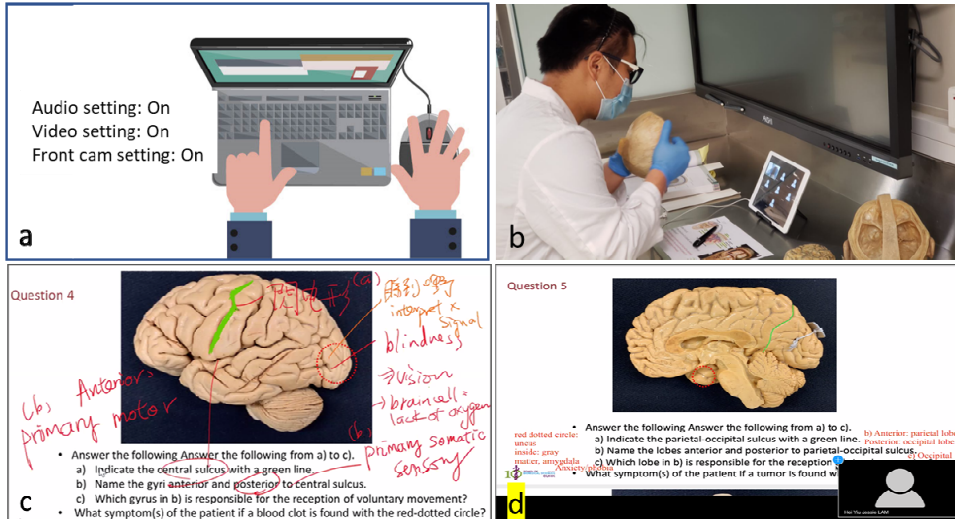 Audio setting: On
Video setting: On
Front cam setting: On
a
b
Question 4
(a)
閃电形
interpret x
signal
blindness
→vision
→braincell =
lack of oxygen
(b) Anterior:
primary motor
(b)
primary somatic
sensory
• Answer the following Answer the following from a) to c).
a) Indicate the central sulcus with a green line.
b) Name the gyri anterior and posterior to central sulcus.
c) Which gyrus in b) is responsible for the reception of voluntary movement?
• What symptom(s) of the patient if a blood clot is found with the red-dotted circle?
c
Question 5
• Answer the following Answer the following from a) to c).
a) Indicate the parietal-occipital sulcus with a green line.
b) Name the lobes anterior and posterior to parietal-occipital sulcus.
c) Which lobe in b) is responsible for the reception
• What symptom(s) of the patient if a tumor is found w
red dotted circle:
uncus
inside: gray
matter, amygdala
Anxiety/phobia
b) Anterior: parietal lobe
Posterior: occipital lobe
c) Occipital
d